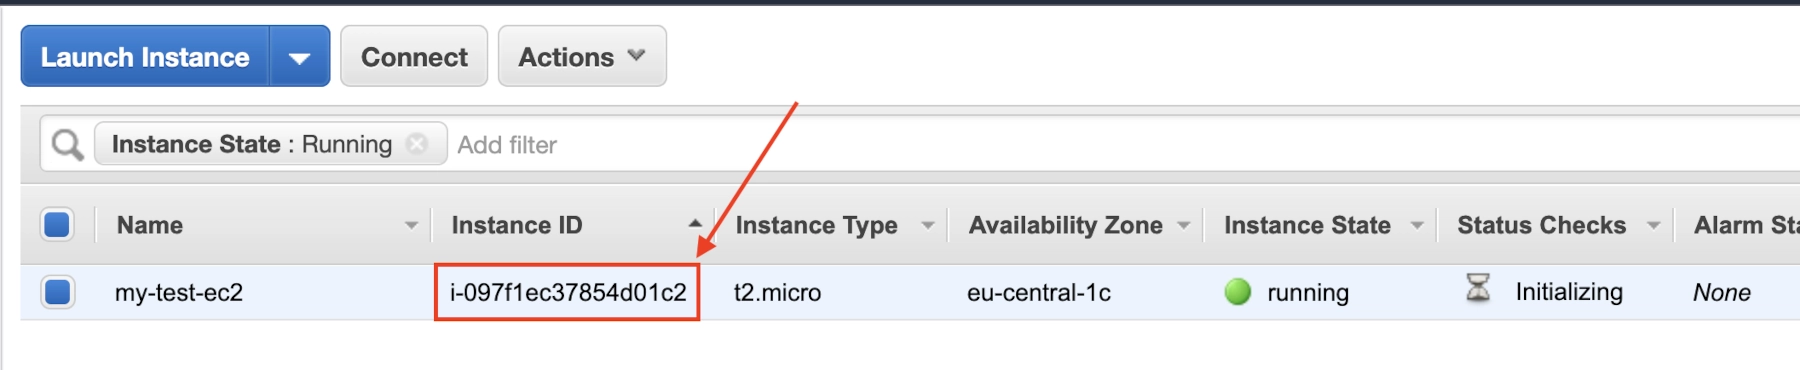 Launch Instance Connect Actions
Instance State : Running Add filter
Name Instance ID Instance Type Availability Zone Instance State Status Checks Alarm Sta
my-test-ec2 i-097f1ec37854d01c2 t2.micro eu-central-1c running Initializing None